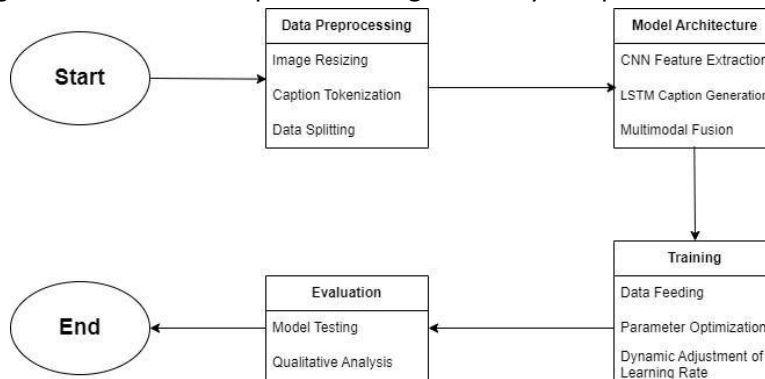 Start
Data Preprocessing
Image Resizing
Caption Tokenization
Data Splitting
Model Architecture
CNN Feature Extraction
LSTM Caption Generation
Multimodal Fusion
Training
Data Feeding
Parameter Optimization
Dynamic Adjustment of
Learning Rate
Evaluation
Model Testing
Qualitative Analysis
End